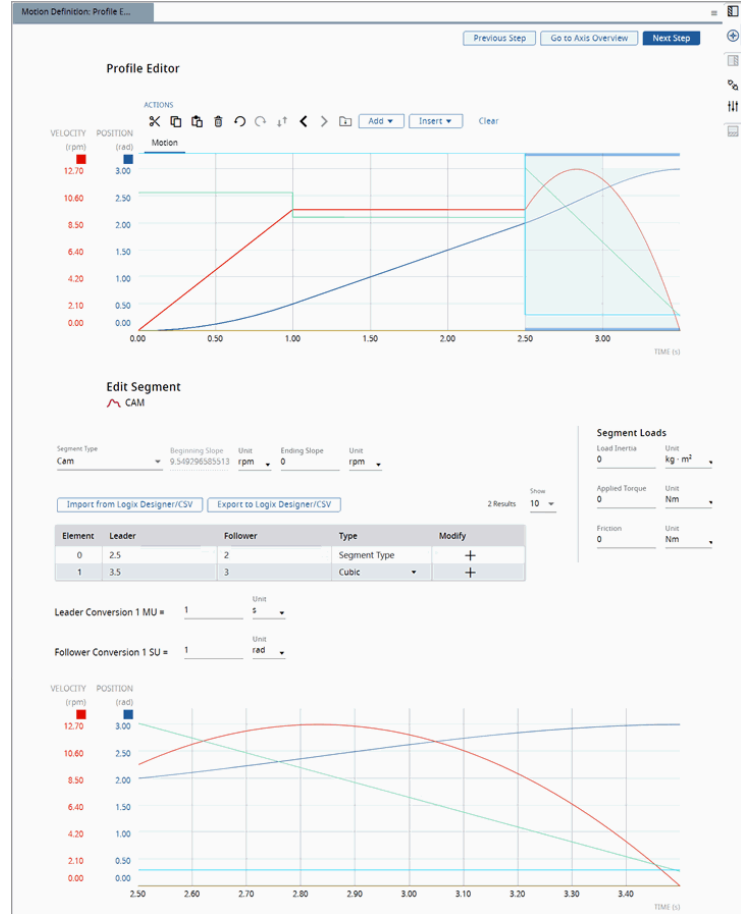 Motion Definition: Profile E...
Previous Step Go to Axis Overview Next Step
Profile Editor
ACTIONS
Add Insert Clear
VELOCITY POSITION
(rpm) (rad)
Motion
12.70 3.00
10.60 2.50
8.50 2.00
6.40 1.50
4.20 1.00
2.10 0.50
0.00 0.00
0.00 0.50 1.00 1.50 2.00 2.50 3.00
TIME (s)
Edit Segment
CAM
Segment Loads
Segment Type Beginning Slope Unit Ending Slope Unit
Cam 9.549296585513 rpm 0 rpm
Load Inertia Unit
0 kg - m²
Applied Torque Unit
0 Nm
Friction Unit
0 Nm
Import from Logix Designer/CSV Export to Logix Designer/CSV 2 Results Show 10
Element Leader Follower Type Modify
0 2.5 2 Segment Type +
1 3.5 3 Cubic +
Unit
Leader Conversion 1 MU = 1 s
Unit
Follower Conversion 1 SU = 1 rad
VELOCITY POSITION
(rpm) (rad)
12.70 3.00
10.60 2.50
8.50 2.00
6.40 1.50
4.20 1.00
2.10 0.50
0.00 0.00
2.50 2.60 2.70 2.80 2.90 3.00 3.10 3.20 3.30 3.40
TIME (s)